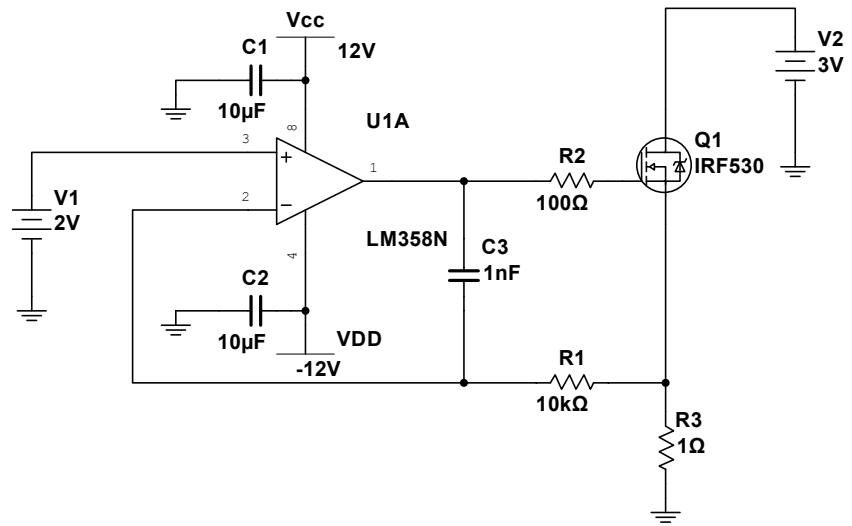 Vcc
12V
C1
10µF
8
U1A
3
1
2
4
V1
2V
LM358N
C2
10µF
VDD
-12V
R2
100Ω
C3
1nF
R1
10kΩ
Q1
IRF530
V2
3V
R3
1Ω